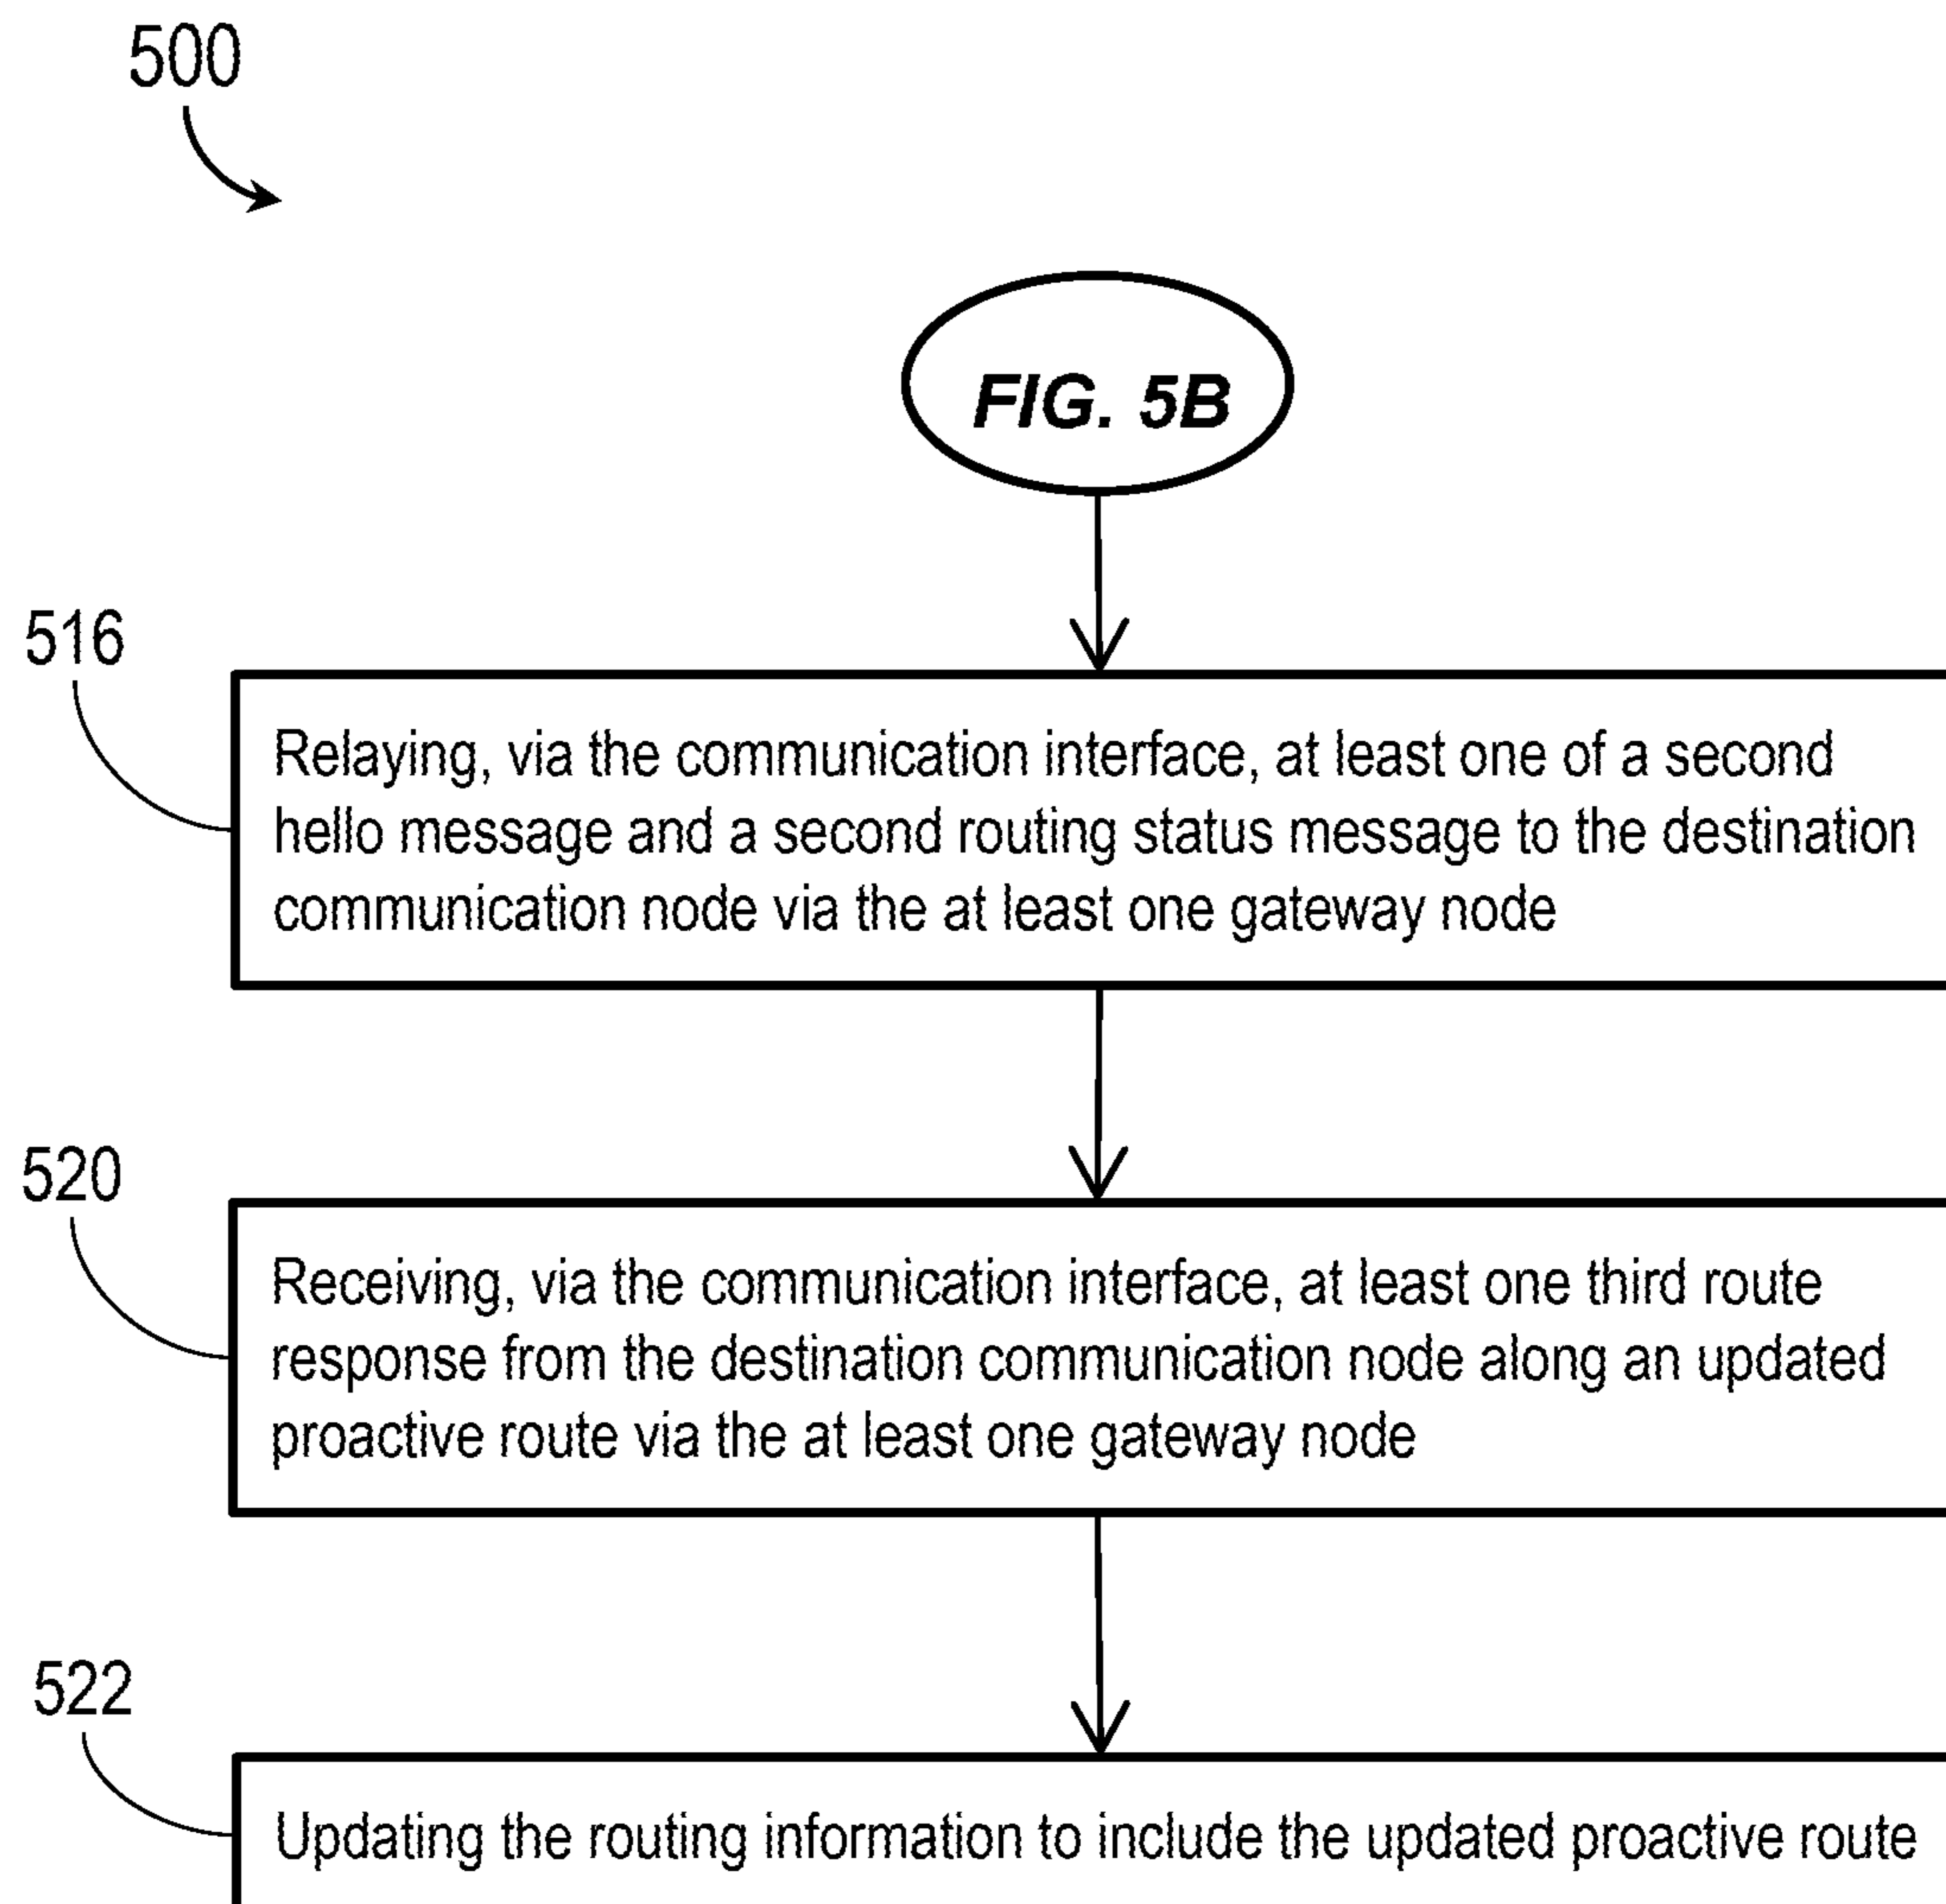 500
FIG. 5B
516
Relaying, via the communication interface, at least one of a second
hello message and a second routing status message to the destination
communication node via the at least one gateway node
520
Receiving, via the communication interface, at least one third route
response from the destination communication node along an updated
proactive route via the at least one gateway node
522
Updating the routing information to include the updated proactive route